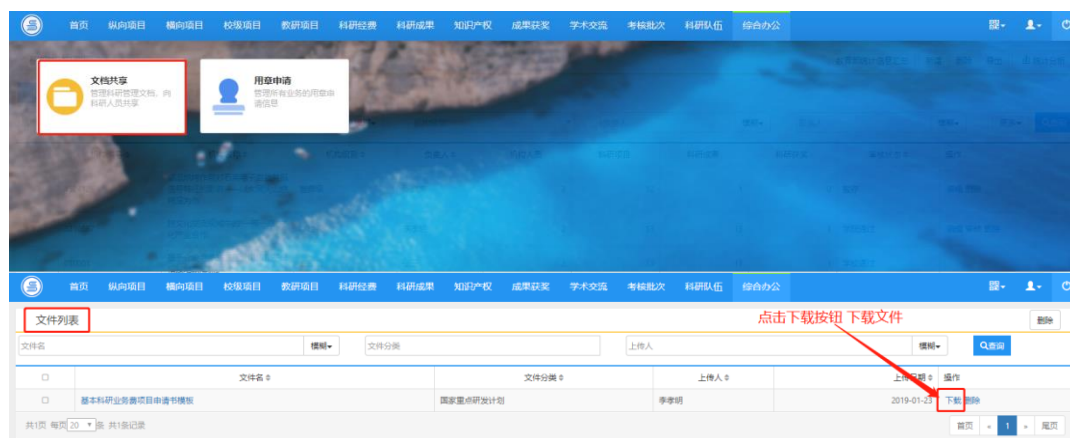 首页 纵向项目 横向项目 校级项目 教研项目 科研经费 科研成果 知识产权 成果获奖 学术交流 考核批次 科研队伍 综合办公
文档共享
管理科研管理文档，向
科研人员共享
用章申请
管理所有业务的用章申
请信息
首页 纵向项目 横向项目 校级项目 教研项目 科研经费 科研成果 知识产权 成果获奖 学术交流 考核批次 科研队伍 综合办公
文件列表
点击下载按钮 下载文件
删除
文件名 模糊 文件分类 上传人 模糊 查询
文件名 文件分类 上传人 上传日期 操作
基本科研业务费项目申请书模板 国家重点研发计划 李孝明 2019-01-23 下载 删除
共1页 每页 20 条 共1条记录 首页 « 1 » 尾页